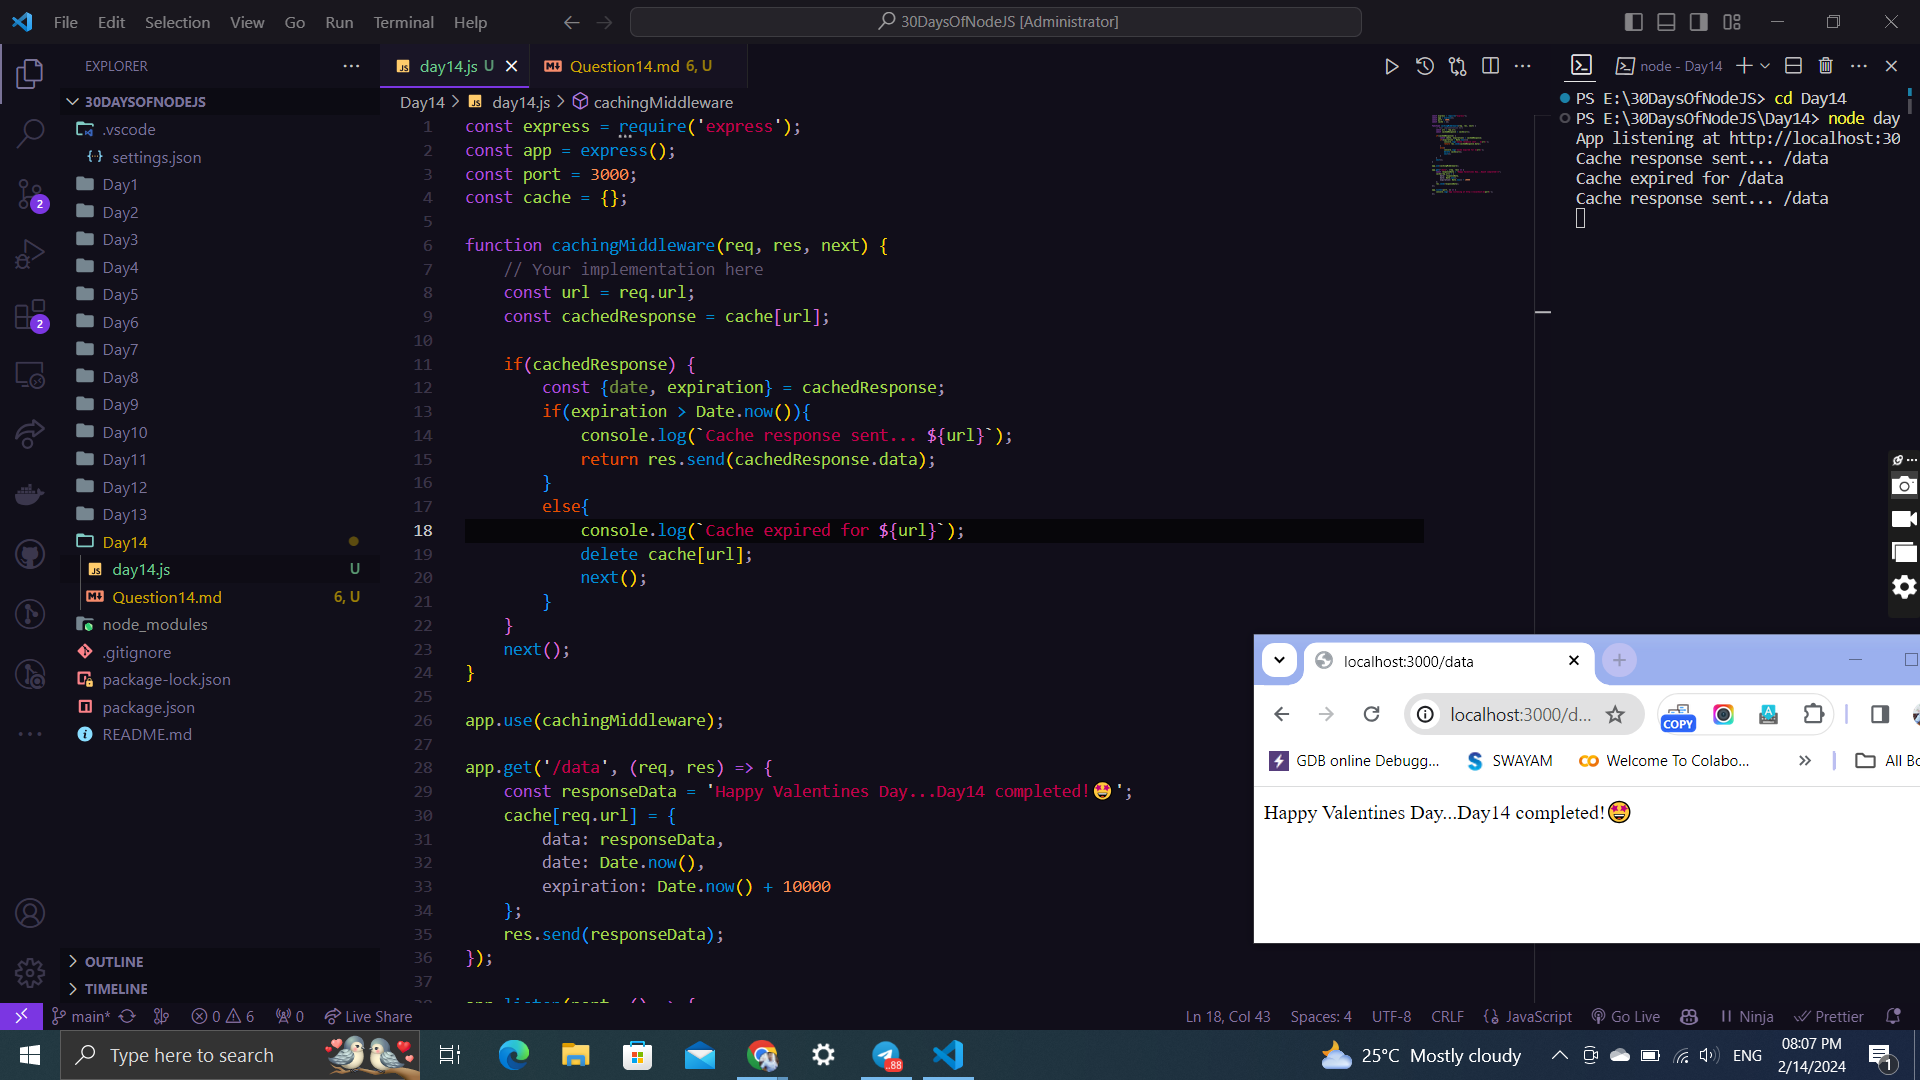 File Edit Selection View Go Run Terminal Help
30DaysOfNodeJS [Administrator]
EXPLORER
30DAYSOFNODEJS
.vscode
settings.json
Day1
Day2
Day3
Day4
Day5
Day6
Day7
Day8
Day9
Day10
Day11
Day12
Day13
Day14
day14.js U
Question14.md 6, U
node_modules
.gitignore
package-lock.json
package.json
README.md
OUTLINE
TIMELINE
2
2
day14.js U
Question14.md 6, U
Day14 > day14.js > cachingMiddleware
1 const express = require('express');
2 const app = express();
3 const port = 3000;
4 const cache = {};
5
6 function cachingMiddleware(req, res, next) {
7 // Your implementation here
8 const url = req.url;
9 const cachedResponse = cache[url];
10
11 if(cachedResponse) {
12 const {date, expiration} = cachedResponse;
13 if(expiration > Date.now()){
14 console.log(`Cache response sent... ${url}`);
15 return res.send(cachedResponse.data);
16 }
17 else{
18 console.log(`Cache expired for ${url}`);
19 delete cache[url];
20 next();
21 }
22 }
23 next();
24 }
25
26 app.use(cachingMiddleware);
27
28 app.get('/data', (req, res) => {
29 const responseData = 'Happy Valentines Day...Day14 completed!🤩';
30 cache[req.url] = {
31 data: responseData,
32 date: Date.now(),
33 expiration: Date.now() + 10000
34 };
35 res.send(responseData);
36 });
37
38 app.listen(port, () => {
node - Day14
PS E:\30DaysOfNodeJS> cd Day14
PS E:\30DaysOfNodeJS\Day14> node day
App listening at http://localhost:30
Cache response sent... /data
Cache expired for /data
Cache response sent... /data
localhost:3000/data
localhost:3000/d...
COPY
GDB online Debugg...
SWAYAM
Welcome To Colabo...
All Bo
Happy Valentines Day...Day14 completed!🤩
main* 0 6 0 Live Share
Ln 18, Col 43 Spaces: 4 UTF-8 CRLF {} JavaScript Go Live Ninja Prettier
Type here to search
88
25°C Mostly cloudy
ENG
08:07 PM
2/14/2024
1